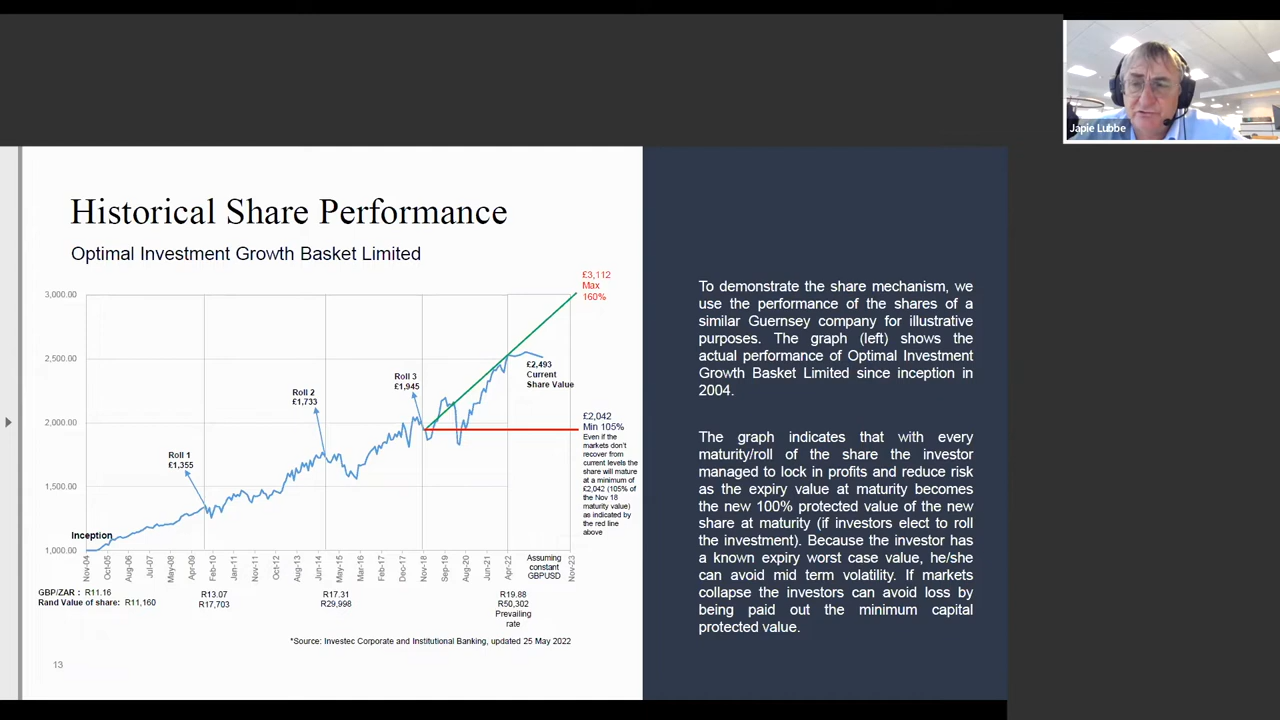 Japie Lubbe
Historical Share Performance
Optimal Investment Growth Basket Limited
£3,112
Max
160%
3,000.00
2,500.00
2,000.00
1,500.00
1,000.00
Roll 3
£1,945
Roll 2
£1,733
Roll 1
£1,355
Inception
£2,493
Current
Share Value
£2,042
Min 105%
Even if the
markets don't
recover from
current levels the
share will mature
at a minimum of
£2,042 (105% of
the Nov 18
maturity value)
as indicated by
the red line
above
Nov-04
Oct-05
Aug-06
Jul-07
May-08
Apr-09
Feb-10
Jan-11
Nov-11
Oct-12
Aug-13
Jun-14
May-15
Mar-16
Feb-17
Dec-17
Nov-18
Sep-19
Aug-20
Jun-21
Apr-22
Assuming
constant
GBPUSD
Nov-23
GBP/ZAR : R11.16
Rand Value of share: R11,160
R13.07
R17,703
R17.31
R29,998
R19.88
R50,302
Prevailing
rate
*Source: Investec Corporate and Institutional Banking, updated 25 May 2022
13
To demonstrate the share mechanism, we
use the performance of the shares of a
similar Guernsey company for illustrative
purposes. The graph (left) shows the
actual performance of Optimal Investment
Growth Basket Limited since inception in
2004.
The graph indicates that with every
maturity/roll of the share the investor
managed to lock in profits and reduce risk
as the expiry value at maturity becomes
the new 100% protected value of the new
share at maturity (if investors elect to roll
the investment). Because the investor has
a known expiry worst case value, he/she
can avoid mid term volatility. If markets
collapse the investors can avoid loss by
being paid out the minimum capital
protected value.